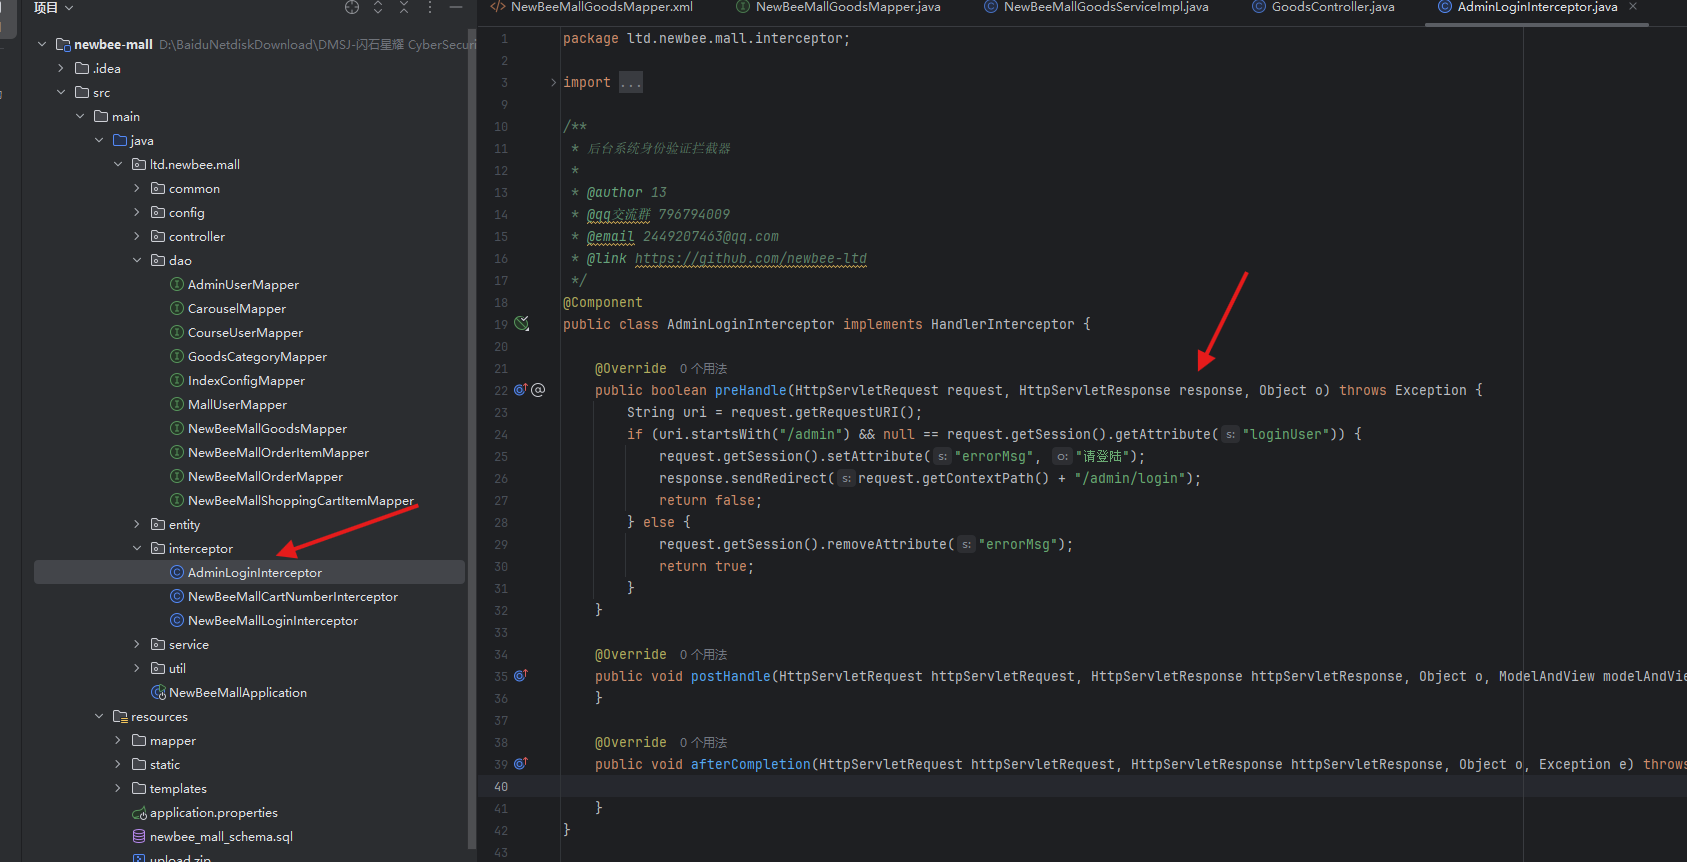 项目
newbee-mall D:\BaiduNetdiskDownload\DMSJ-闪石星曜 CyberSecuri
.idea
src
main
java
ltd.newbee.mall
common
config
controller
dao
AdminUserMapper
CarouselMapper
CourseUserMapper
GoodsCategoryMapper
IndexConfigMapper
MallUserMapper
NewBeeMallGoodsMapper
NewBeeMallOrderItemMapper
NewBeeMallOrderMapper
NewBeeMallShoppingCartItemMapper
entity
interceptor
AdminLoginInterceptor
NewBeeMallCartNumberInterceptor
NewBeeMallLoginInterceptor
service
util
NewBeeMallApplication
resources
mapper
static
templates
application.properties
newbee_mall_schema.sql
upload.zip
NewBeeMallGoodsMapper.xml NewBeeMallGoodsMapper.java NewBeeMallGoodsServiceImpl.java GoodsController.java AdminLoginInterceptor.java
1 package ltd.newbee.mall.interceptor;
2
3 import ...
9
10 /**
11 * 后台系统身份验证拦截器
12 *
13 * @author 13
14 * @qq交流群 796794009
15 * @email 2449207463@qq.com
16 * @link https://github.com/newbee-ltd
17 */
18 @Component
19 public class AdminLoginInterceptor implements HandlerInterceptor {
20
21 @Override 0 个用法
22 public boolean preHandle(HttpServletRequest request, HttpServletResponse response, Object o) throws Exception {
23 String uri = request.getRequestURI();
24 if (uri.startsWith("/admin") && null == request.getSession().getAttribute( s: "loginUser")) {
25 request.getSession().setAttribute( s: "errorMsg", o: "请登陆");
26 response.sendRedirect( s: request.getContextPath() + "/admin/login");
27 return false;
28 } else {
29 request.getSession().removeAttribute( s: "errorMsg");
30 return true;
31 }
32 }
33
34 @Override 0 个用法
35 public void postHandle(HttpServletRequest httpServletRequest, HttpServletResponse httpServletResponse, Object o, ModelAndView modelAndVie
36 }
37
38 @Override 0 个用法
39 public void afterCompletion(HttpServletRequest httpServletRequest, HttpServletResponse httpServletResponse, Object o, Exception e) throws
40
41 }
42 }
43